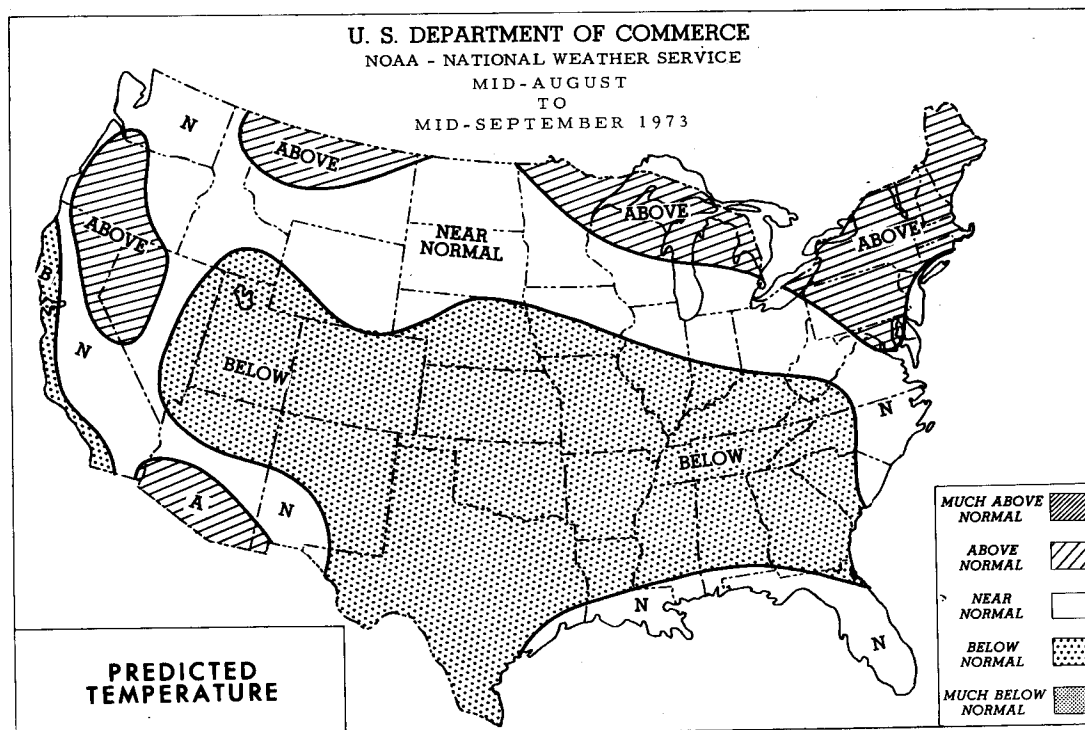 U. S. DEPARTMENT OF COMMERCE
NOAA - NATIONAL WEATHER SERVICE
MID-AUGUST
TO
MID-SEPTEMBER 1973
N
ABOVE
ABOVE
ABOVE
ABOVE
NEAR
NORMAL
B
N
BELOW
N
BELOW
A
N
N
N
MUCH ABOVE
NORMAL
ABOVE
NORMAL
NEAR
NORMAL
BELOW
NORMAL
MUCH BELOW
NORMAL
PREDICTED
TEMPERATURE